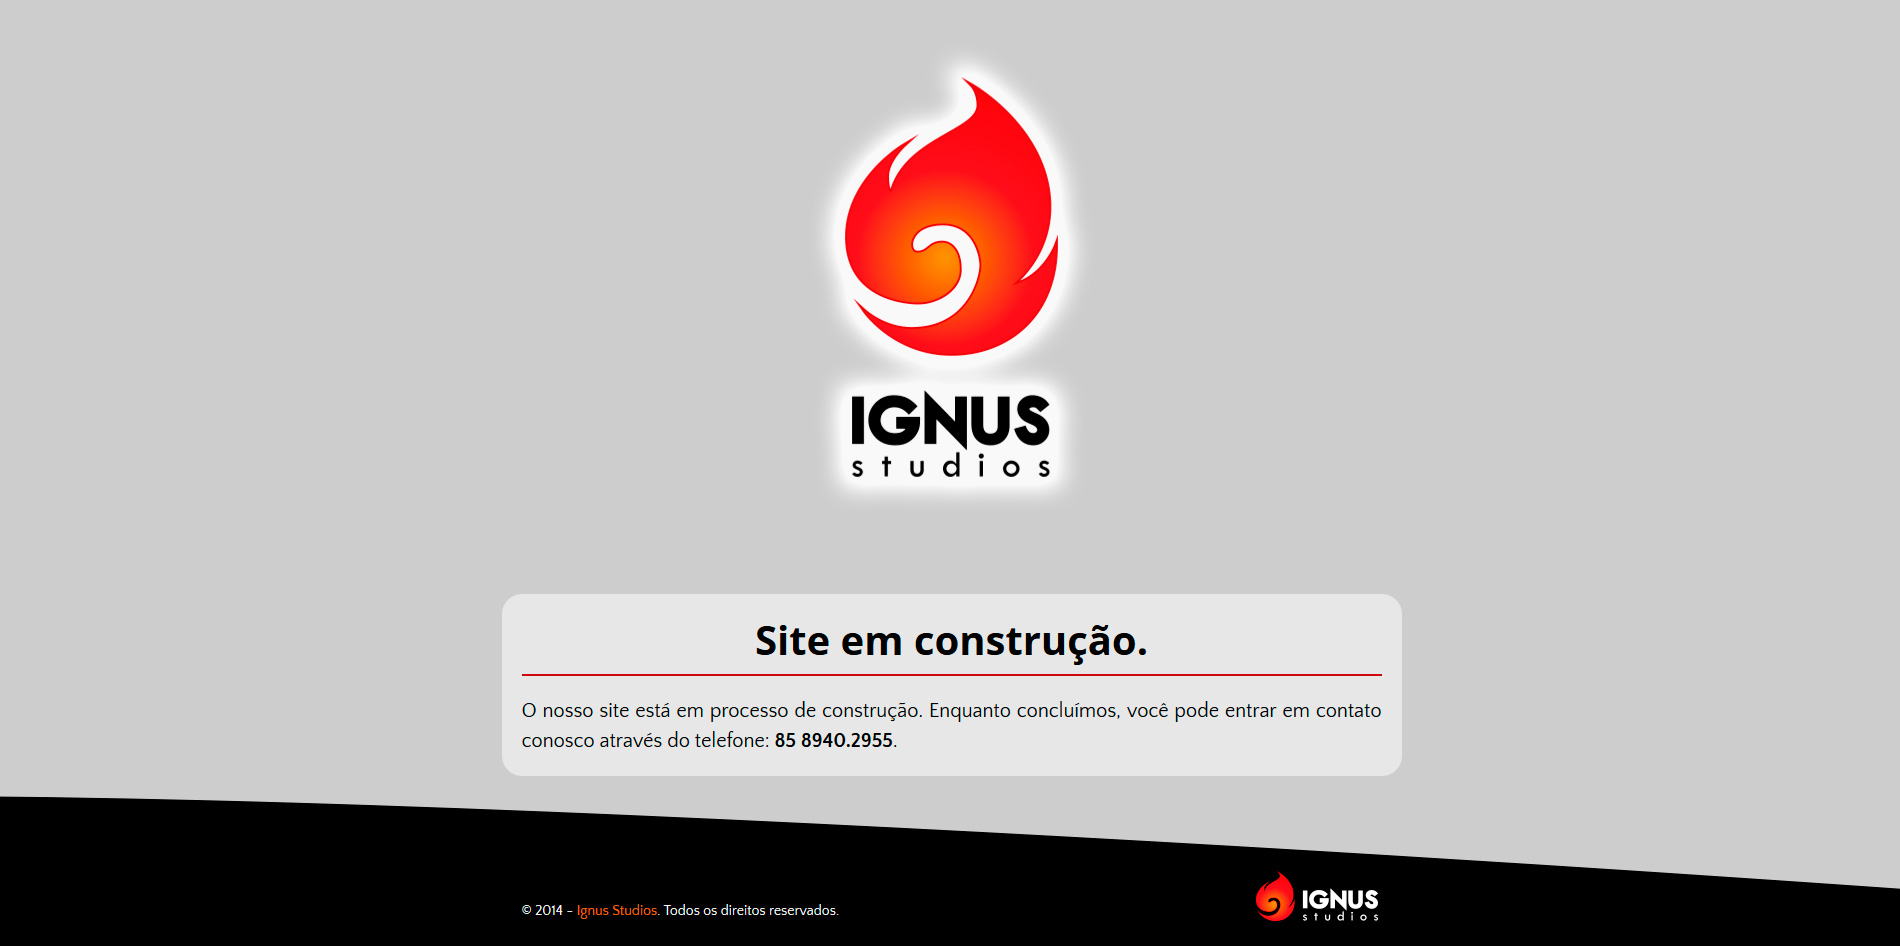 IGNUS
studios
Site em construção.
O nosso site está em processo de construção. Enquanto concluímos, você pode entrar em contato
conosco através do telefone: 85 8940.2955.
© 2014 - Ignus Studios. Todos os direitos reservados.
IGNUS
studios